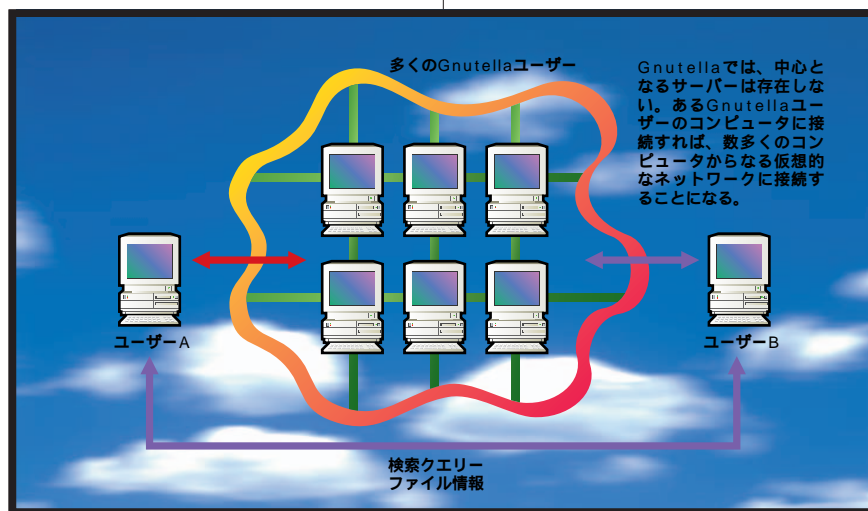 多くのGnutellaユーザー
Gnutellaでは、中心と
なるサーバーは存在しな
い。あるGnutellaユー
ザーのコンピュータに接
続すれば、数多くのコン
ピュータからなる仮想的
なネットワークに接続す
ることになる。
ユーザーA
ユーザーB
検索クエリー
ファイル情報